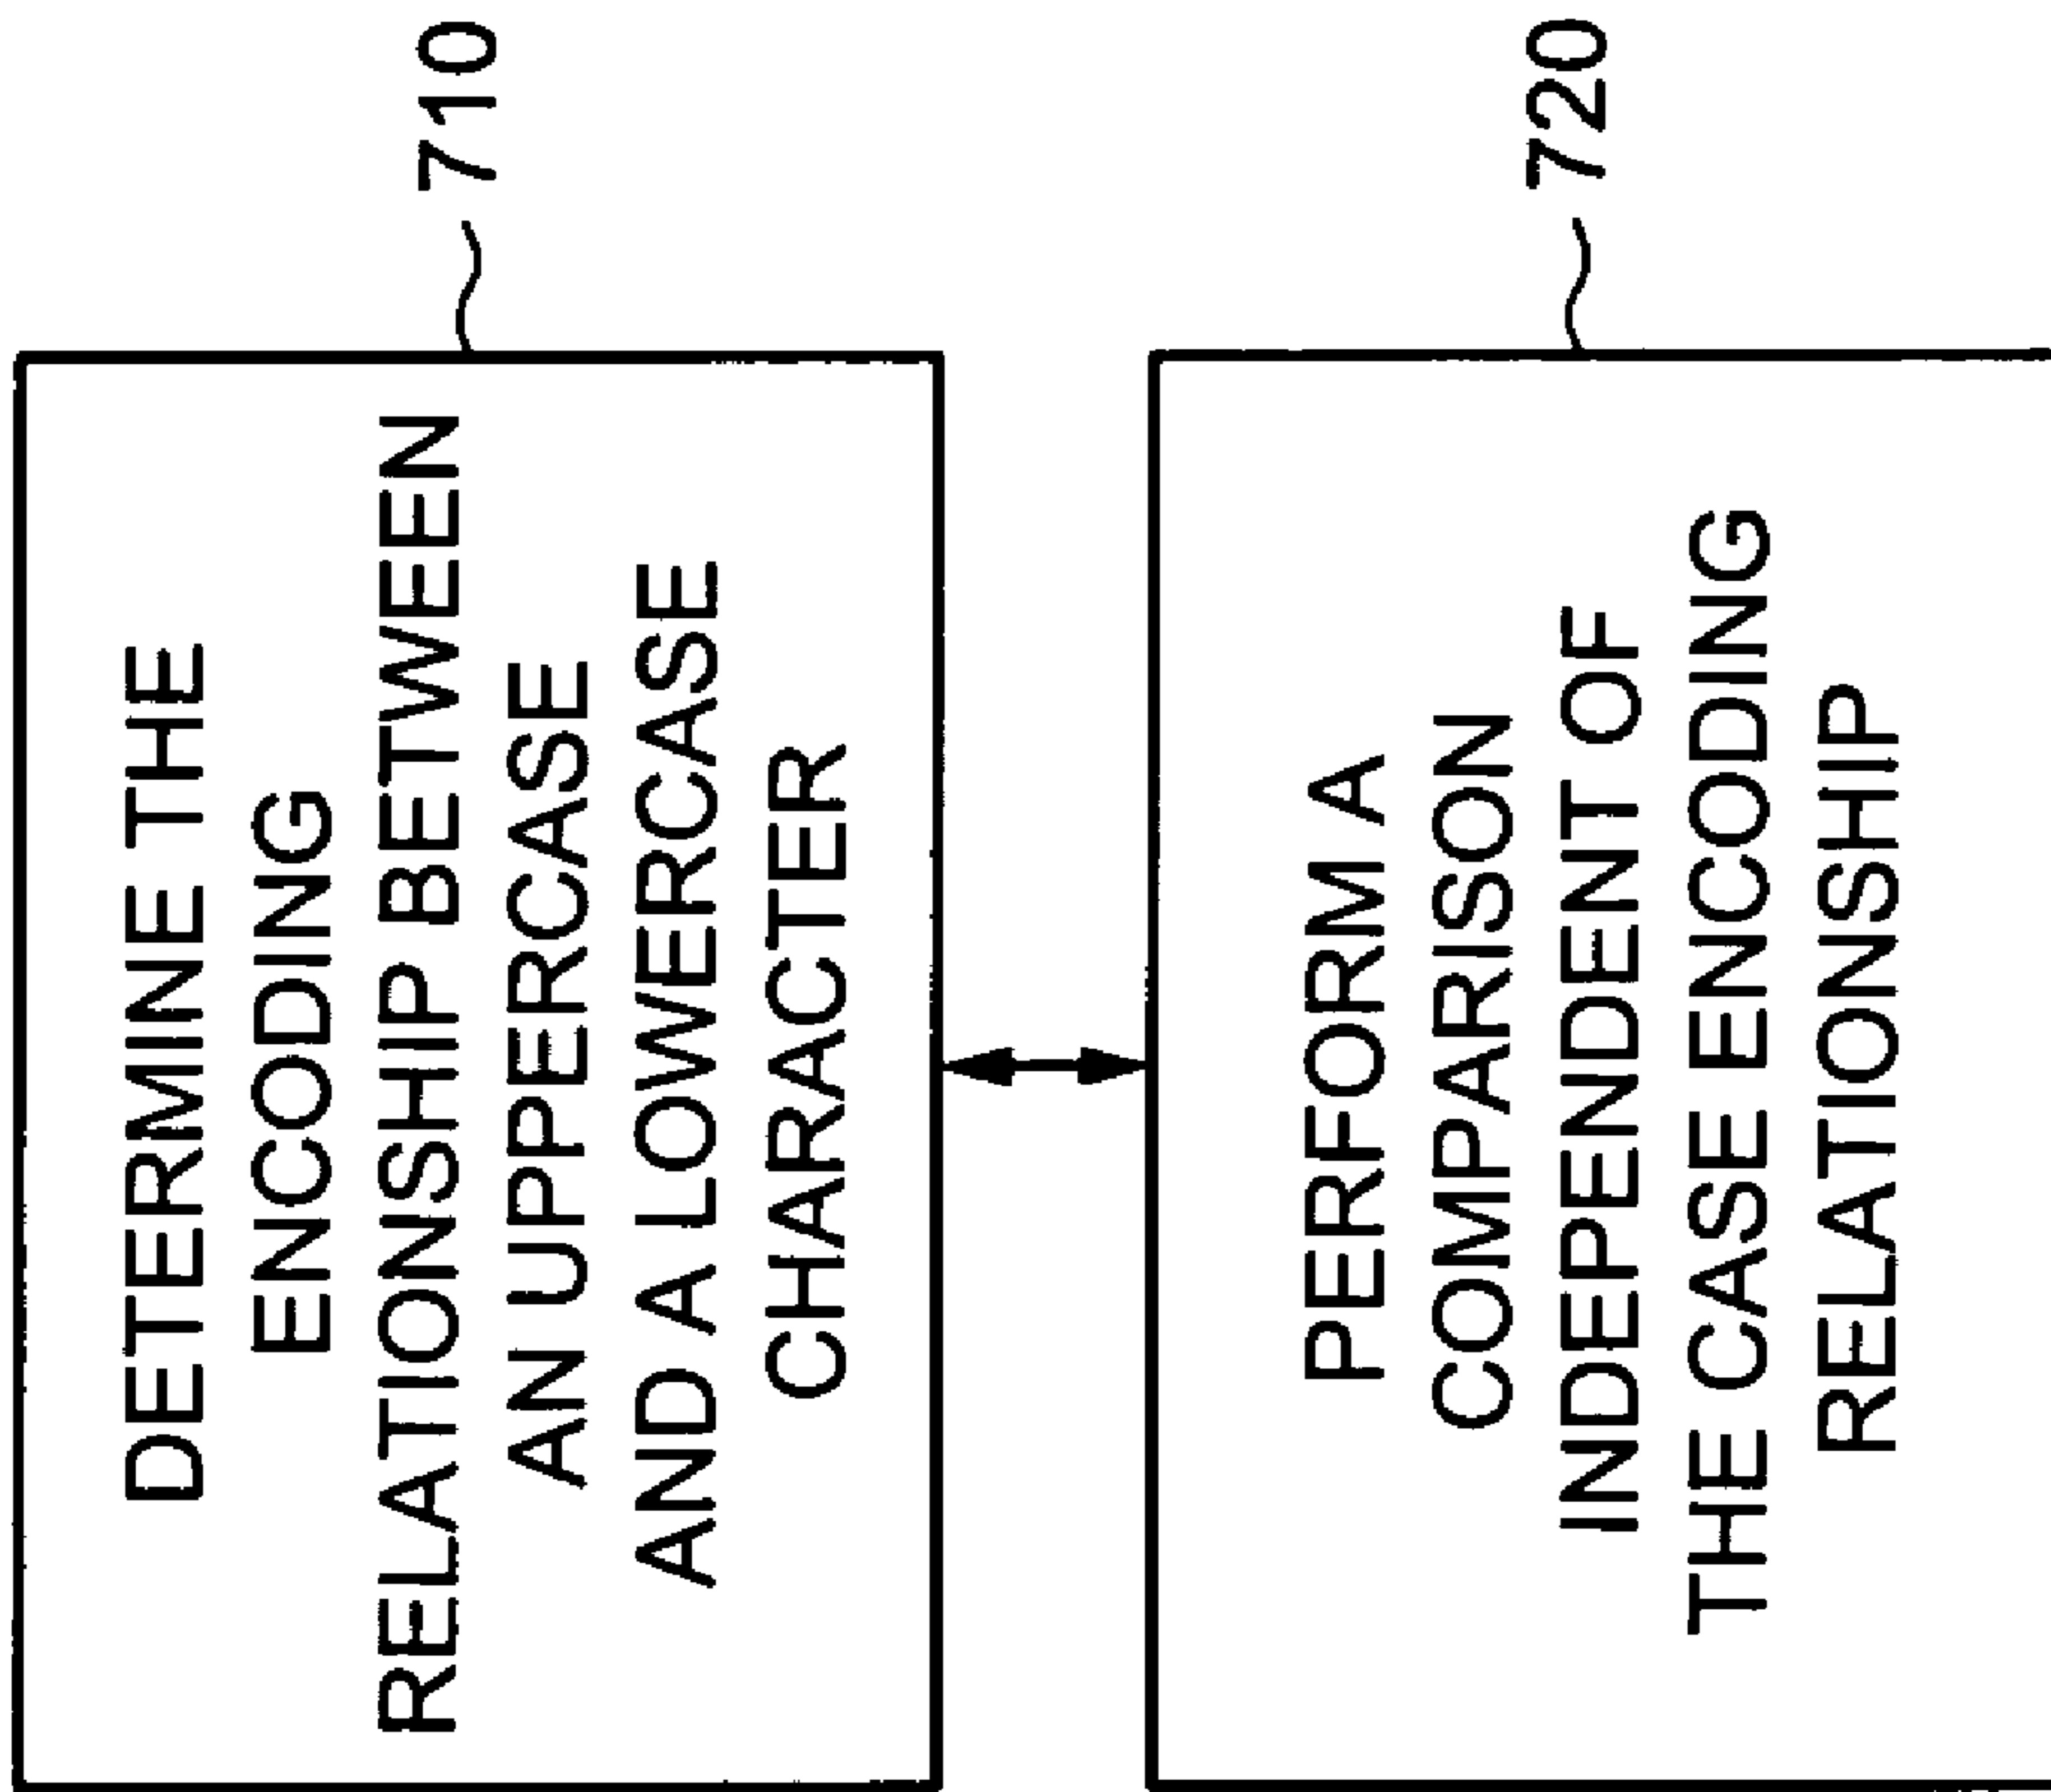 DETERMINE THE
ENCODING
RELATIONSHIP BETWEEN
AN UPPERCASE
AND A LOWERCASE
CHARACTER
710
PERFORM A
COMPARISON
INDEPENDENT OF
THE CASE ENCODING
RELATIONSHIP
720